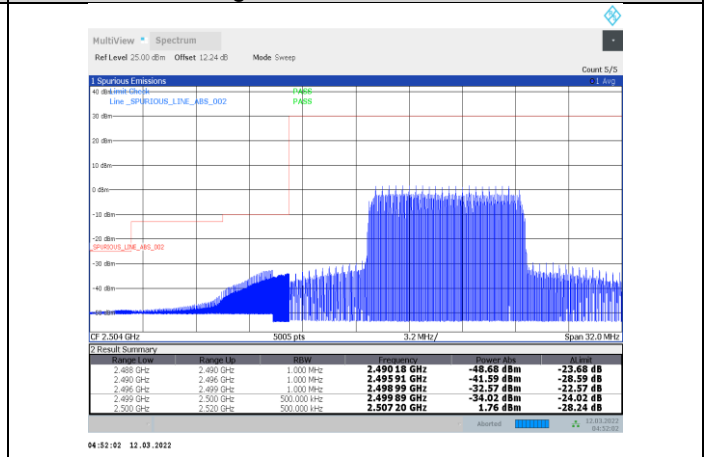 MultiView Spectrum
Ref Level 25.00 dBm Offset 12.24 dB Mode Sweep
Count 5/5
1 Spurious Emissions 1 Avg
40 dBm Limit Check PASS
Line _SPURIOUS_LINE_ABS_002 PASS
30 dBm
20 dBm
10 dBm
0 dBm
-10 dBm
-20 dBm
_SPURIOUS_LINE_ABS_002
-30 dBm
-40 dBm
CF 2.504 GHz 5005 pts 3.2 MHz/ Span 32.0 MHz
2 Result Summary
Range Low Range Up RBW Frequency Power Abs ΔLimit
2.488 GHz 2.490 GHz 1.000 MHz 2.490 18 GHz -48.68 dBm -23.68 dB
2.490 GHz 2.496 GHz 1.000 MHz 2.495 91 GHz -41.59 dBm -28.59 dB
2.496 GHz 2.499 GHz 1.000 MHz 2.498 99 GHz -32.57 dBm -22.57 dB
2.499 GHz 2.500 GHz 500.000 kHz 2.499 89 GHz -34.02 dBm -24.02 dB
2.500 GHz 2.520 GHz 500.000 kHz 2.507 20 GHz 1.76 dBm -28.24 dB
Aborted 12.03.2022
04:52:02
04:52:02 12.03.2022